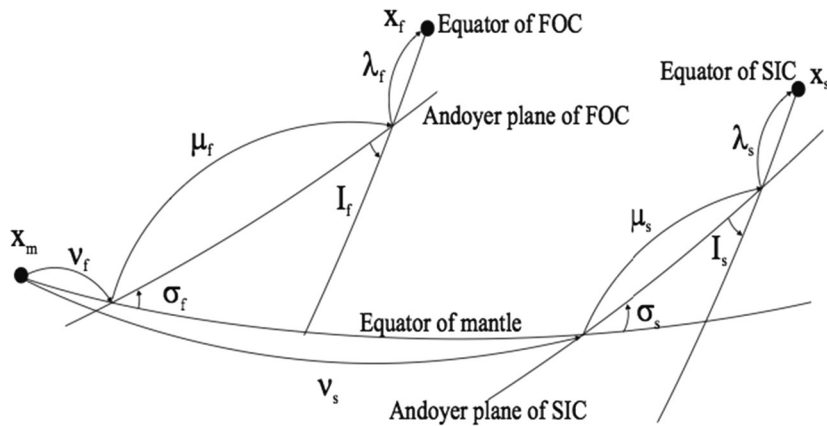 x_f
Equator of FOC
λ_f
Equator of SIC
x_s
Andoyer plane of FOC
μ_f
λ_s
I_f
μ_s
x_m
ν_f
I_s
σ_f
Equator of mantle
σ_s
ν_s
Andoyer plane of SIC